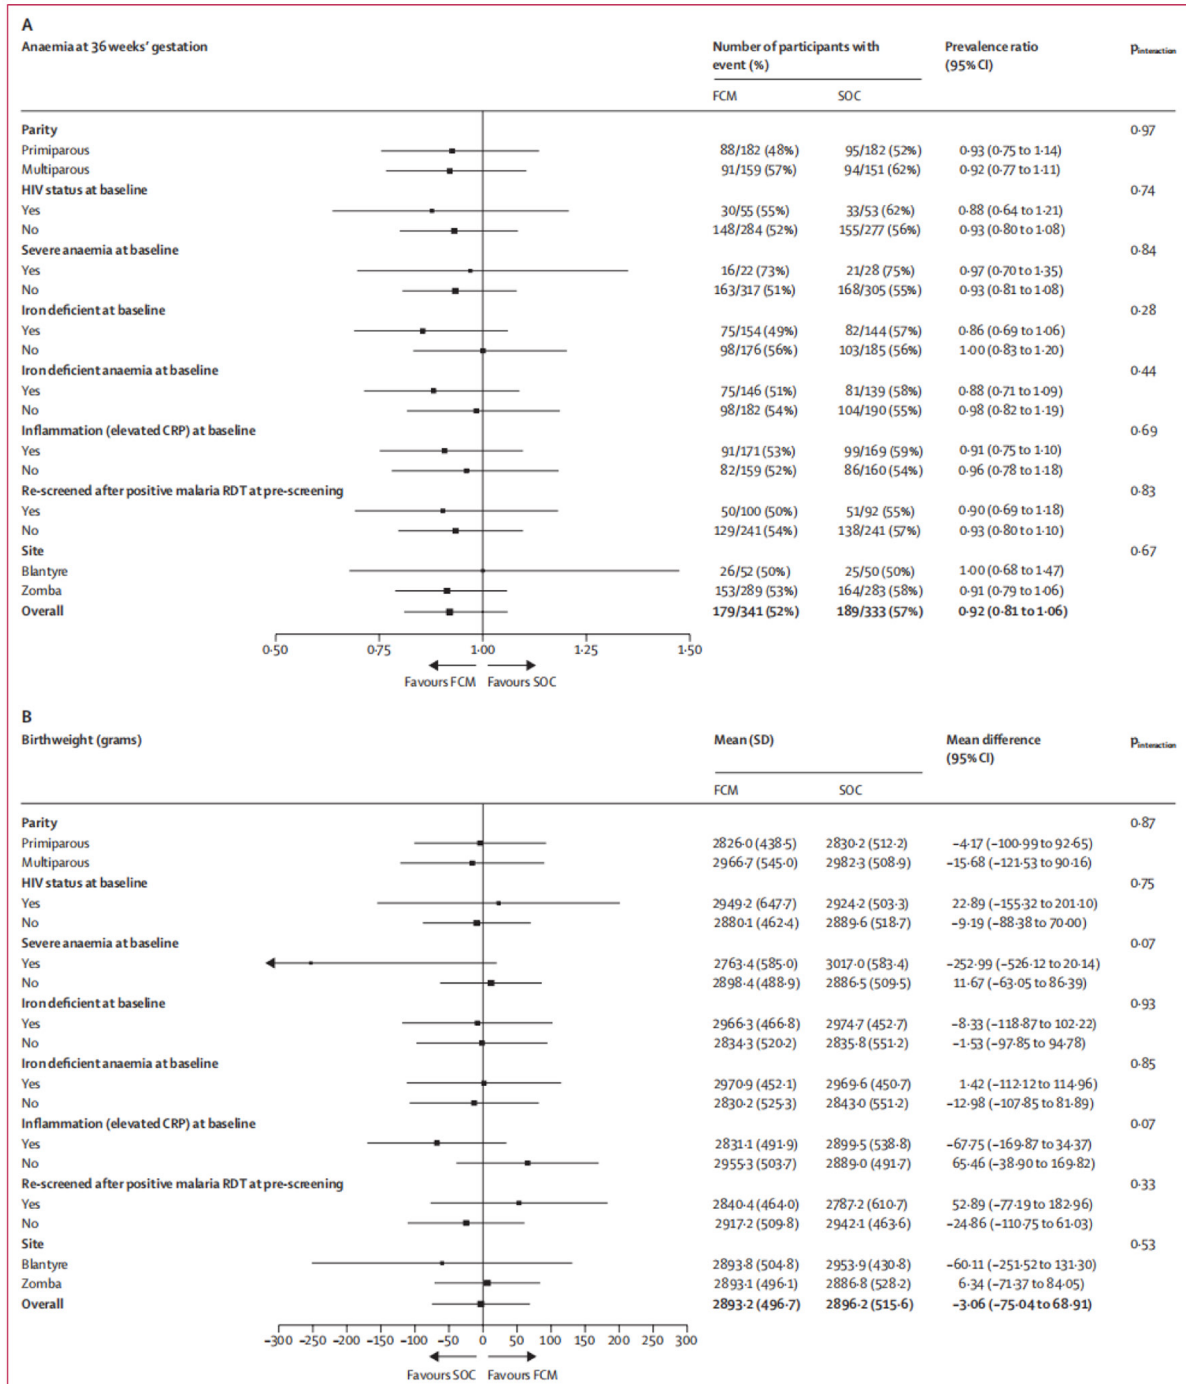 A
Anaemia at 36 weeks' gestation Number of participants with event (%) Prevalence ratio (95% CI) Pinteraction
FCM SOC
Parity 0·97
Primiparous 88/182 (48%) 95/182 (52%) 0·93 (0·75 to 1·14)
Multiparous 91/159 (57%) 94/151 (62%) 0·92 (0·77 to 1·11)
HIV status at baseline 0·74
Yes 30/55 (55%) 33/53 (62%) 0·88 (0·64 to 1·21)
No 148/284 (52%) 155/277 (56%) 0·93 (0·80 to 1·08)
Severe anaemia at baseline 0·84
Yes 16/22 (73%) 21/28 (75%) 0·97 (0·70 to 1·35)
No 163/317 (51%) 168/305 (55%) 0·93 (0·81 to 1·08)
Iron deficient at baseline 0·28
Yes 75/154 (49%) 82/144 (57%) 0·86 (0·69 to 1·06)
No 98/176 (56%) 103/185 (56%) 1·00 (0·83 to 1·20)
Iron deficient anaemia at baseline 0·44
Yes 75/146 (51%) 81/139 (58%) 0·88 (0·71 to 1·09)
No 98/182 (54%) 104/190 (55%) 0·98 (0·82 to 1·19)
Inflammation (elevated CRP) at baseline 0·69
Yes 91/171 (53%) 99/169 (59%) 0·91 (0·75 to 1·10)
No 82/159 (52%) 86/160 (54%) 0·96 (0·78 to 1·18)
Re-screened after positive malaria RDT at pre-screening 0·83
Yes 50/100 (50%) 51/92 (55%) 0·90 (0·69 to 1·18)
No 129/241 (54%) 138/241 (57%) 0·93 (0·80 to 1·10)
Site 0·67
Blantyre 26/52 (50%) 25/50 (50%) 1·00 (0·68 to 1·47)
Zomba 153/289 (53%) 164/283 (58%) 0·91 (0·79 to 1·06)
Overall 179/341 (52%) 189/333 (57%) 0·92 (0·81 to 1·06)
0·50 0·75 1·00 1·25 1·50
Favours FCM Favours SOC
B
Birthweight (grams) Mean (SD) Mean difference (95% CI) Pinteraction
FCM SOC
Parity 0·87
Primiparous 2826·0 (438·5) 2830·2 (512·2) −4·17 (−100·99 to 92·65)
Multiparous 2966·7 (545·0) 2982·3 (508·9) −15·68 (−121·53 to 90·16)
HIV status at baseline 0·75
Yes 2949·2 (647·7) 2924·2 (503·3) 22·89 (−155·32 to 201·10)
No 2880·1 (462·4) 2889·6 (518·7) −9·19 (−88·38 to 70·00)
Severe anaemia at baseline 0·07
Yes 2763·4 (585·0) 3017·0 (583·4) −252·99 (−526·12 to 20·14)
No 2898·4 (488·9) 2886·5 (509·5) 11·67 (−63·05 to 86·39)
Iron deficient at baseline 0·93
Yes 2966·3 (466·8) 2974·7 (452·7) −8·33 (−118·87 to 102·22)
No 2834·3 (520·2) 2835·8 (551·2) −1·53 (−97·85 to 94·78)
Iron deficient anaemia at baseline 0·85
Yes 2970·9 (452·1) 2969·6 (450·7) 1·42 (−112·12 to 114·96)
No 2830·2 (525·3) 2843·0 (551·2) −12·98 (−107·85 to 81·89)
Inflammation (elevated CRP) at baseline 0·07
Yes 2831·1 (491·9) 2899·5 (538·8) −67·75 (−169·87 to 34·37)
No 2955·3 (503·7) 2889·0 (491·7) 65·46 (−38·90 to 169·82)
Re-screened after positive malaria RDT at pre-screening 0·33
Yes 2840·4 (464·0) 2787·2 (610·7) 52·89 (−77·19 to 182·96)
No 2917·2 (509·8) 2942·1 (463·6) −24·86 (−110·75 to 61·03)
Site 0·53
Blantyre 2893·8 (504·8) 2953·9 (430·8) −60·11 (−251·52 to 131·30)
Zomba 2893·1 (496·1) 2886·8 (528·2) 6·34 (−71·37 to 84·05)
Overall 2893·2 (496·7) 2896·2 (515·6) −3·06 (−75·04 to 68·91)
−300 −250 −200 −150 −100 −50 0 50 100 150 200 250 300
Favours SOC Favours FCM